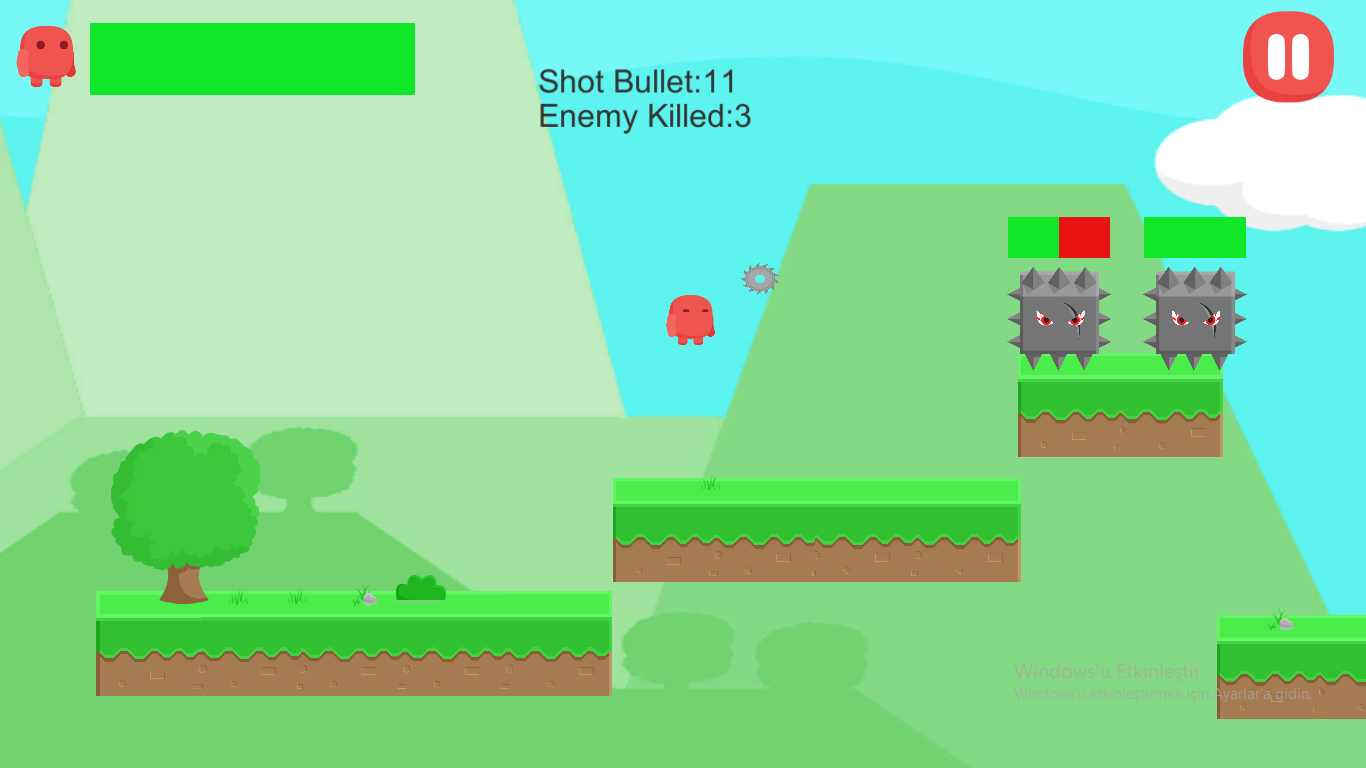 Shot Bullet:11
Enemy Killed:3
Windows'u Etkinleştir
Windows'u etkinleştirmek için Ayarlar'a gidin.